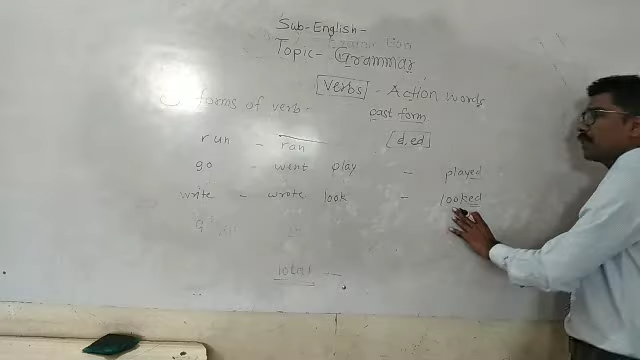 Sub-English-
Topic- Grammar
Verbs - Action words
forms of verb- past form
run - ran [d, ed]
go - went play - played
write - wrote look - looked
Total -